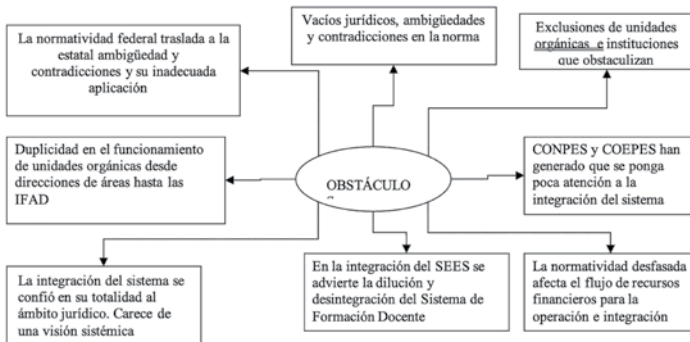 La normatividad federal traslada a la
estatal ambigüedad y
contradicciones y su inadecuada
aplicación
Vacíos jurídicos, ambigüedades
y contradicciones en la norma
Exclusiones de unidades
orgánicas e instituciones
que obstaculizan
Duplicidad en el funcionamiento
de unidades orgánicas desde
direcciones de áreas hasta las
IFAD
OBSTÁCULO
CONPES y COEPES han
generado que se ponga
poca atención a la
integración del sistema
La integración del sistema se
confió en su totalidad al
ámbito jurídico. Carece de
una visión sistémica
En la integración del SEES se
advierte la dilución y
desintegración del Sistema de
Formación Docente
La normatividad desfasada
afecta el flujo de recursos
financieros para la
operación e integración